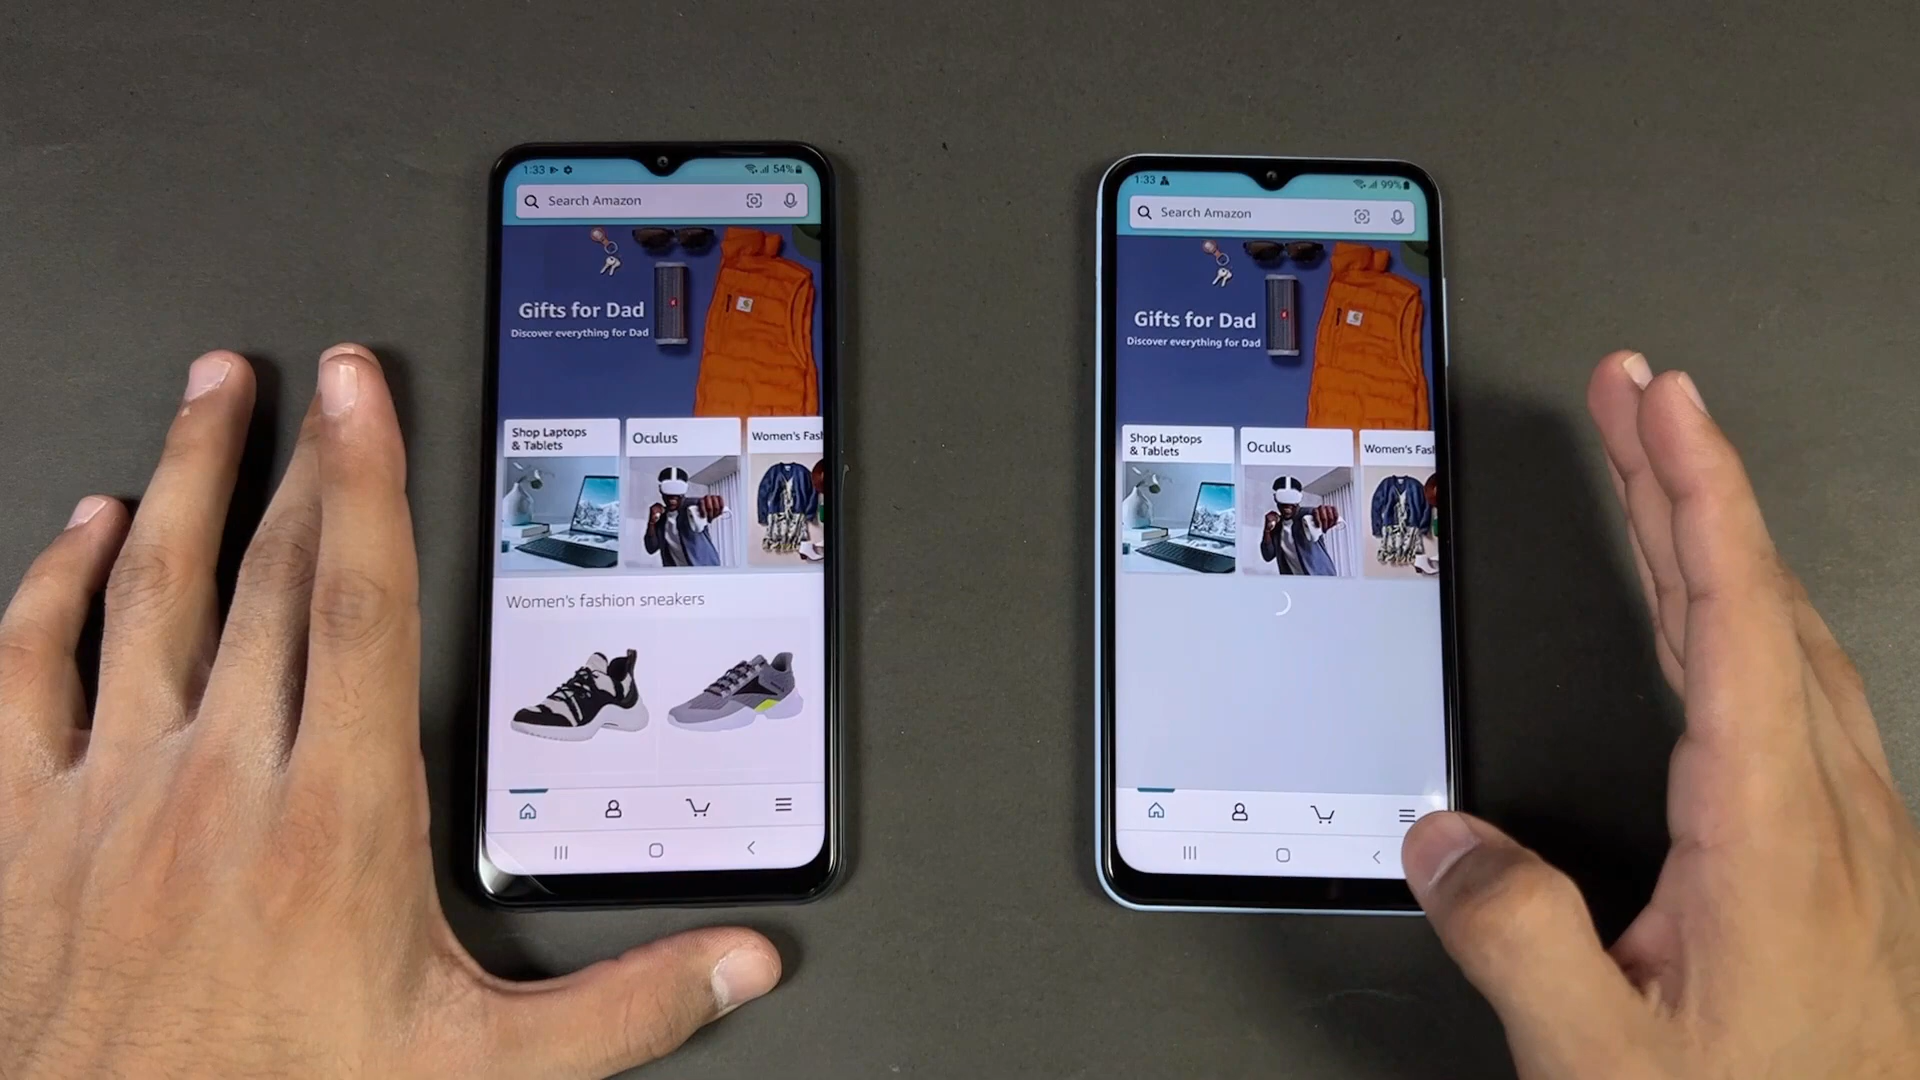 1:33
54%
Search Amazon
Gifts for Dad
Discover everything for Dad
Shop Laptops
& Tablets
Oculus
Women's Fas
Women's fashion sneakers
1:33
99%
Search Amazon
Gifts for Dad
Discover everything for Dad
Shop Laptops
& Tablets
Oculus
Women's Fas